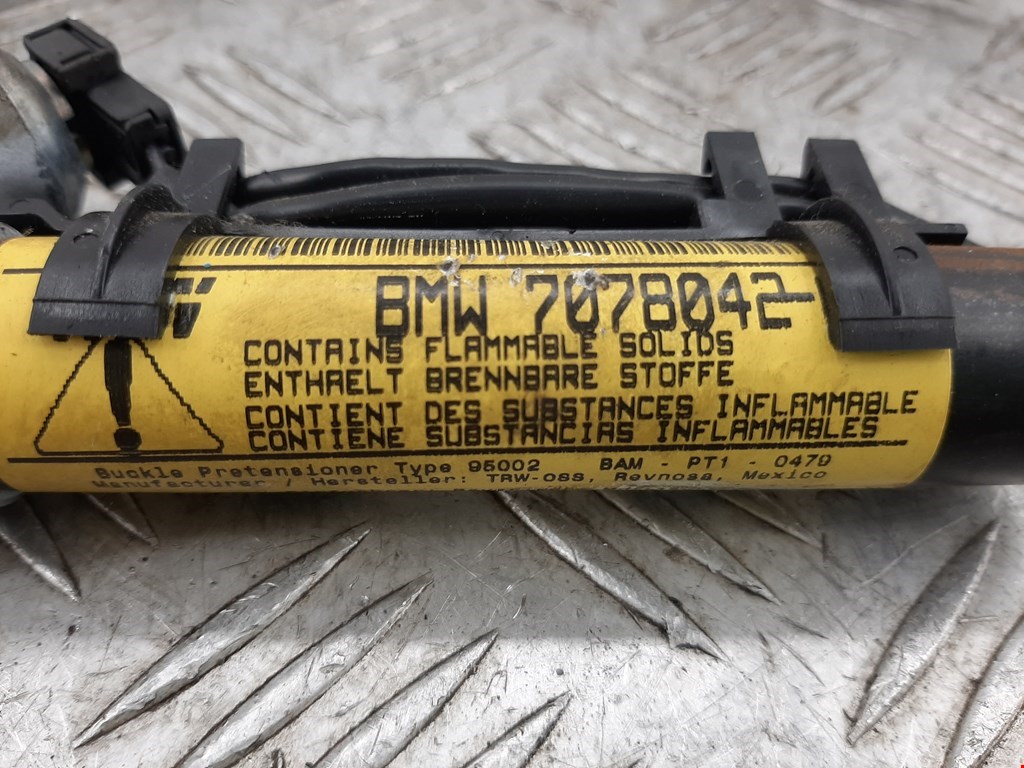 BMW 7078042
CONTAINS FLAMMABLE SOLIDS
ENTHAELT BRENNBARE STOFFE
CONTIENT DES SUBSTANCES INFLAMMABLE
CONTIENE SUBSTANCIAS INFLAMMABLES
Buckle Pretensioner Type 95002 BAM - PT1 - 0479
Manufacturer / Hersteller: TRW-OSS, Reynosa, Mexico